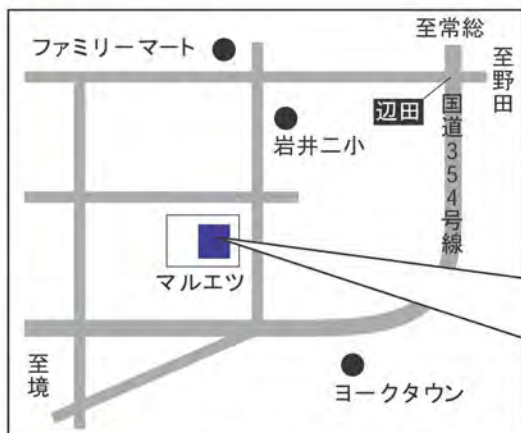 至常総
ファミリーマート
至野田
辺田
国道354号線
岩井二小
マルエツ
至境
ヨークタウン